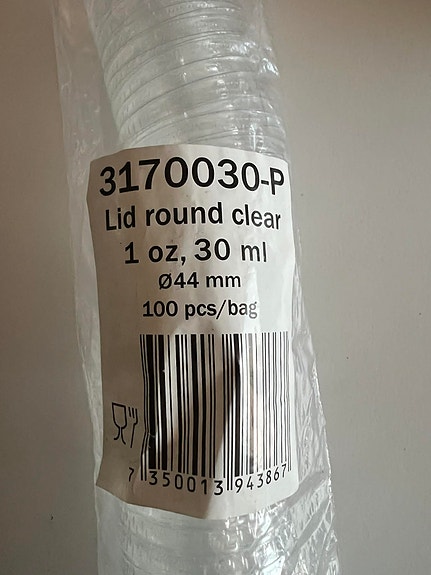 3170030-P
Lid round clear
1 oz, 30 ml
Ø44 mm
100 pcs/bag
7 350013 943867